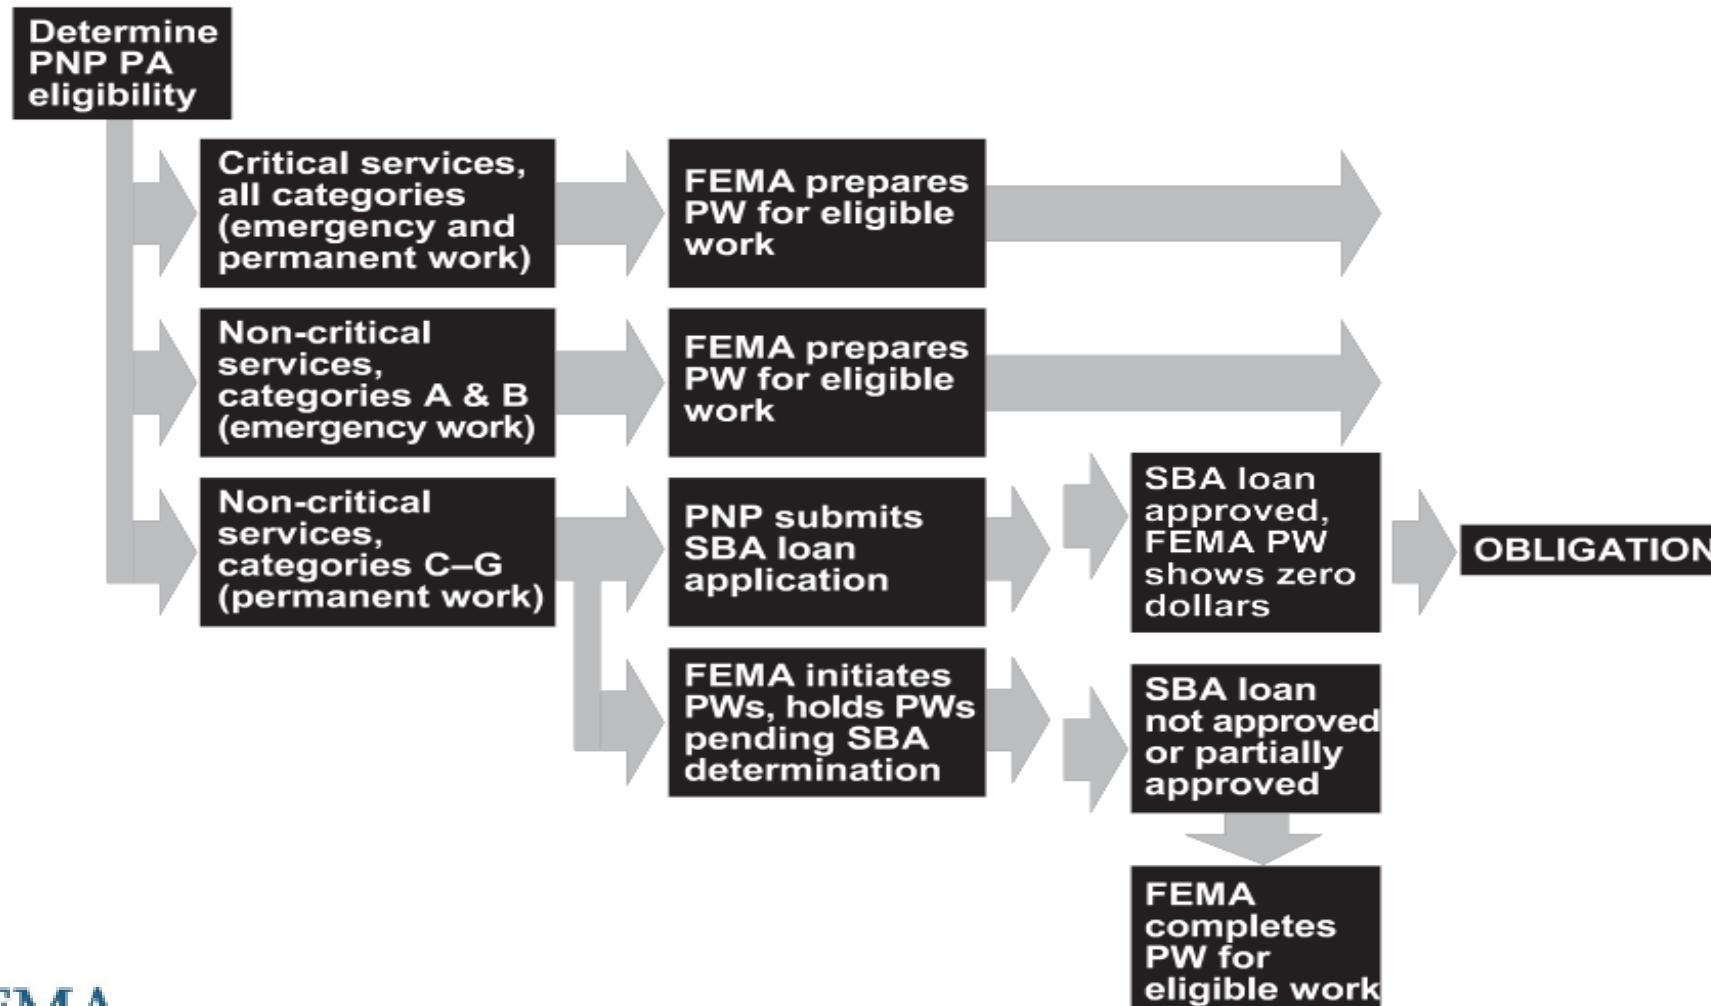 Determine
PNP PA
eligibility
Critical services,
all categories
(emergency and
permanent work)
FEMA prepares
PW for eligible
work
Non-critical
services,
categories A & B
(emergency work)
FEMA prepares
PW for eligible
work
Non-critical
services,
categories C–G
(permanent work)
PNP submits
SBA loan
application
SBA loan
approved,
FEMA PW
shows zero
dollars
OBLIGATION
FEMA initiates
PWs, holds PWs
pending SBA
determination
SBA loan
not approved
or partially
approved
FEMA
completes
PW for
eligible work